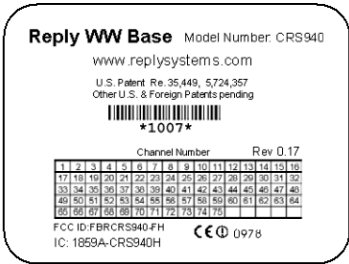 Reply WW Base Model Number: CRS940
www.replysystems.com
U.S. Patent Re. 35,449, 5,724,357
Other U.S. & Foreign Patents pending
*1007*
Channel Number Rev 0.17
1 2 3 4 5 6 7 8 9 10 11 12 13 14 15 16
17 18 19 20 21 22 23 24 25 26 27 28 29 30 31 32
33 34 35 36 37 38 39 40 41 42 43 44 45 46 47 48
49 50 51 52 53 54 55 56 57 58 59 60 61 62 63 64
65 66 67 68 69 70 71 72 73 74 75
FCC ID:FBRCRS940-FH
CE 0978
IC: 1859A-CRS940H